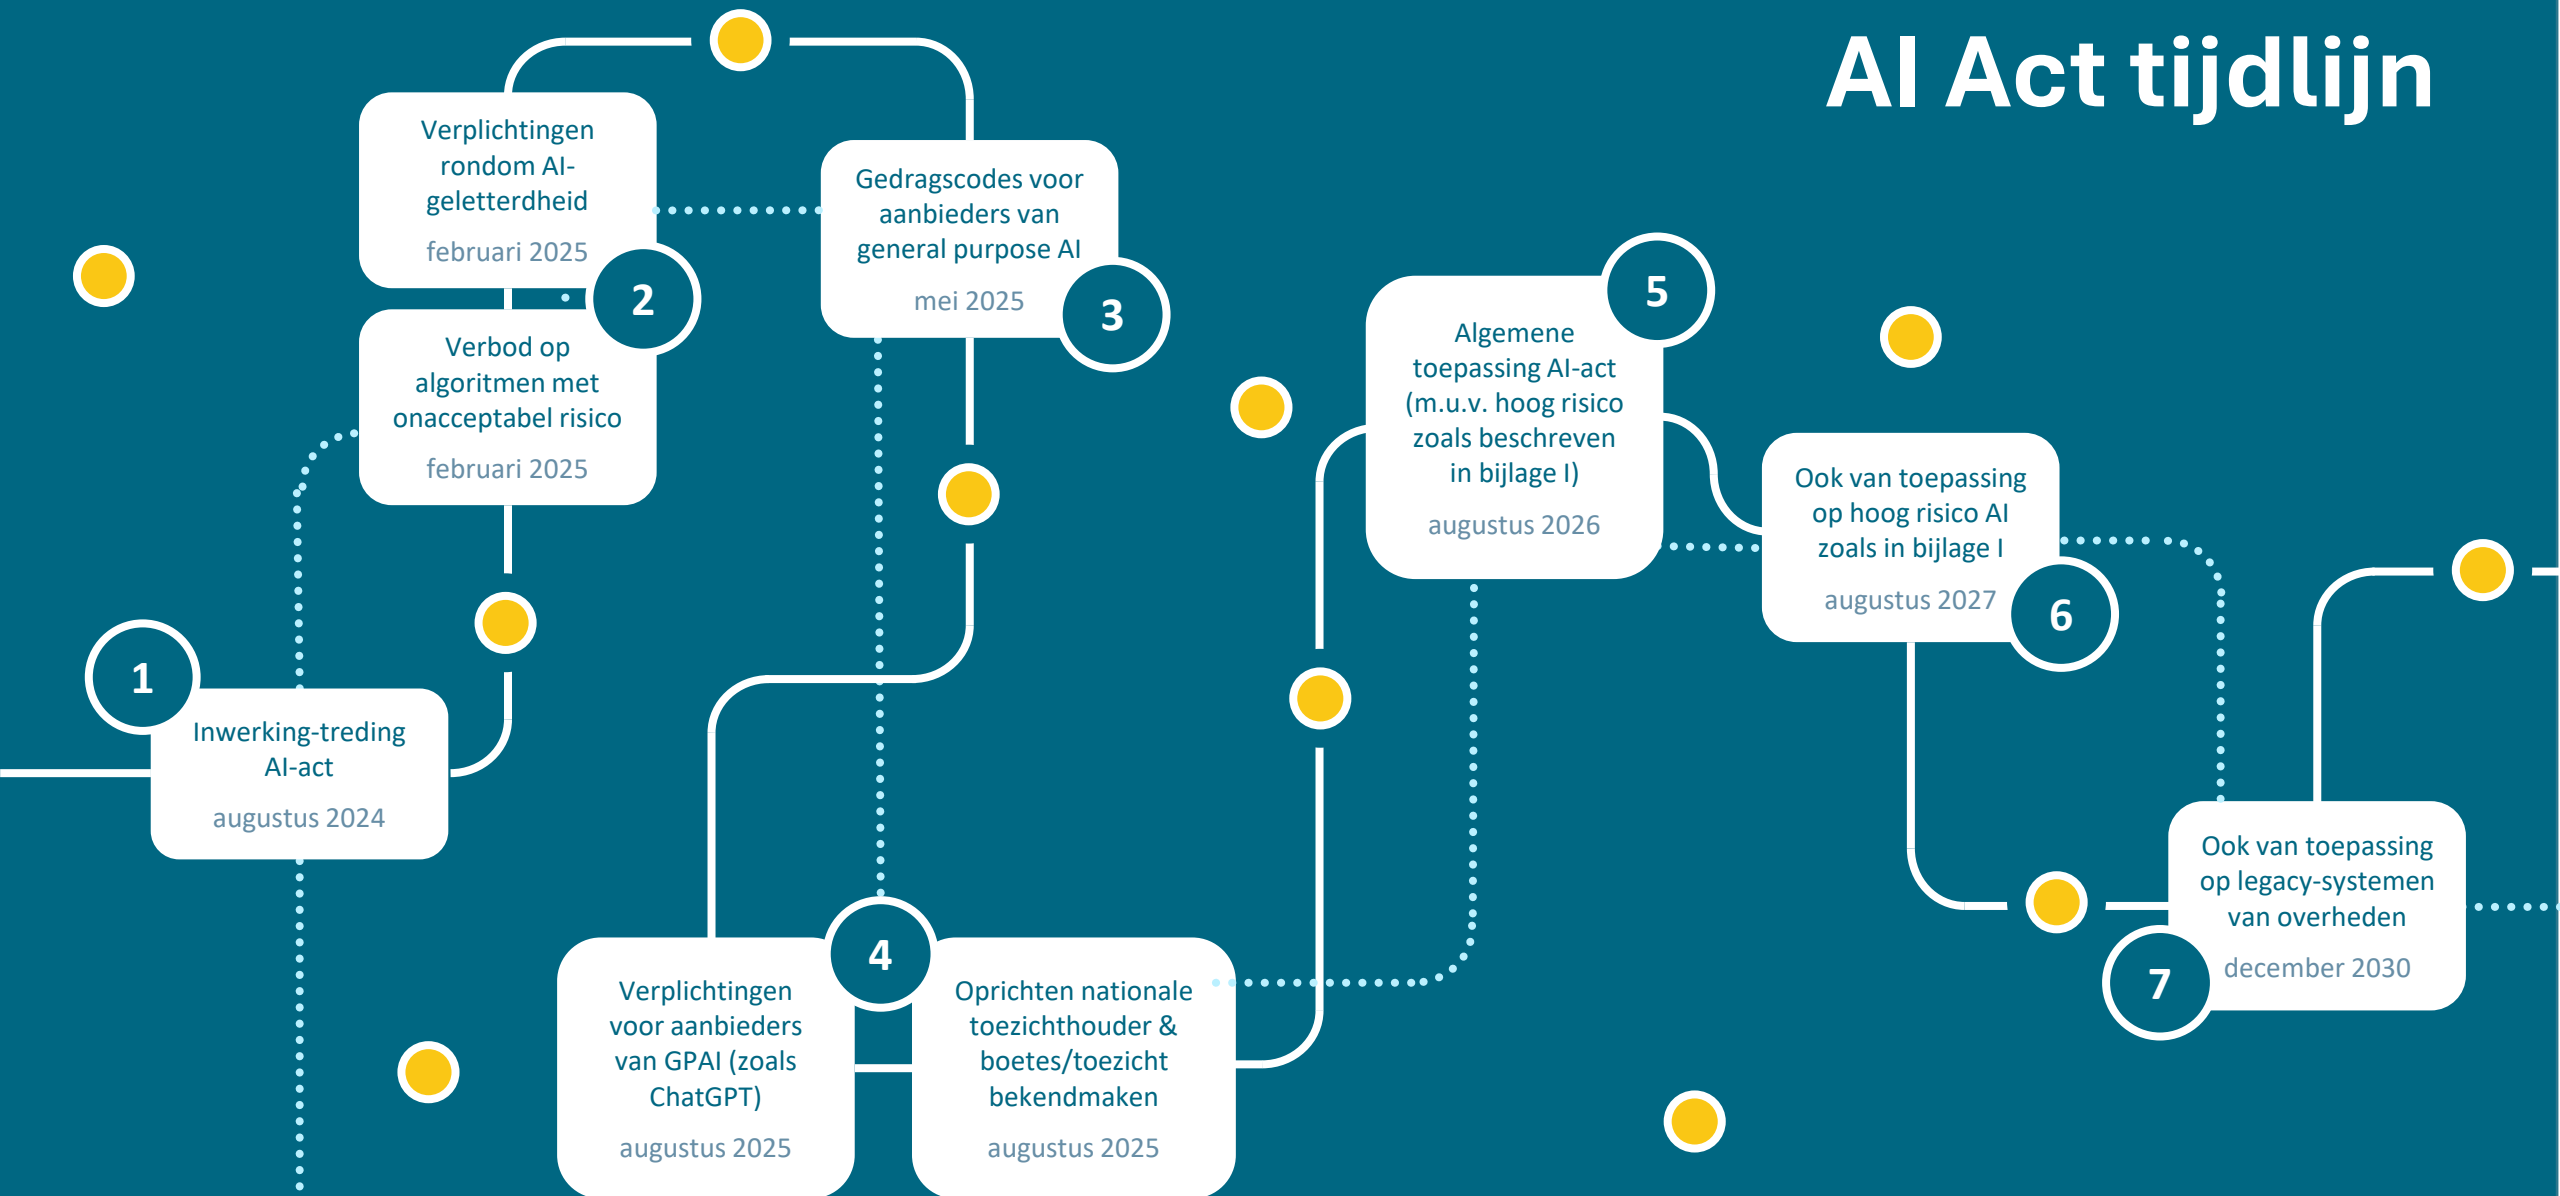 AI Act tijdlijn
1
Inwerking-treding
AI-act
augustus 2024
2
Verplichtingen
rondom AI-
geletterdheid
februari 2025
Verbod op
algoritmen met
onacceptabel risico
februari 2025
3
Gedragscodes voor
aanbieders van
general purpose AI
mei 2025
4
Verplichtingen
voor aanbieders
van GPAI (zoals
ChatGPT)
augustus 2025
Oprichten nationale
toezichthouder &
boetes/toezicht
bekendmaken
augustus 2025
5
Algemene
toepassing AI-act
(m.u.v. hoog risico
zoals beschreven
in bijlage I)
augustus 2026
6
Ook van toepassing
op hoog risico AI
zoals in bijlage I
augustus 2027
7
Ook van toepassing
op legacy-systemen
van overheden
december 2030